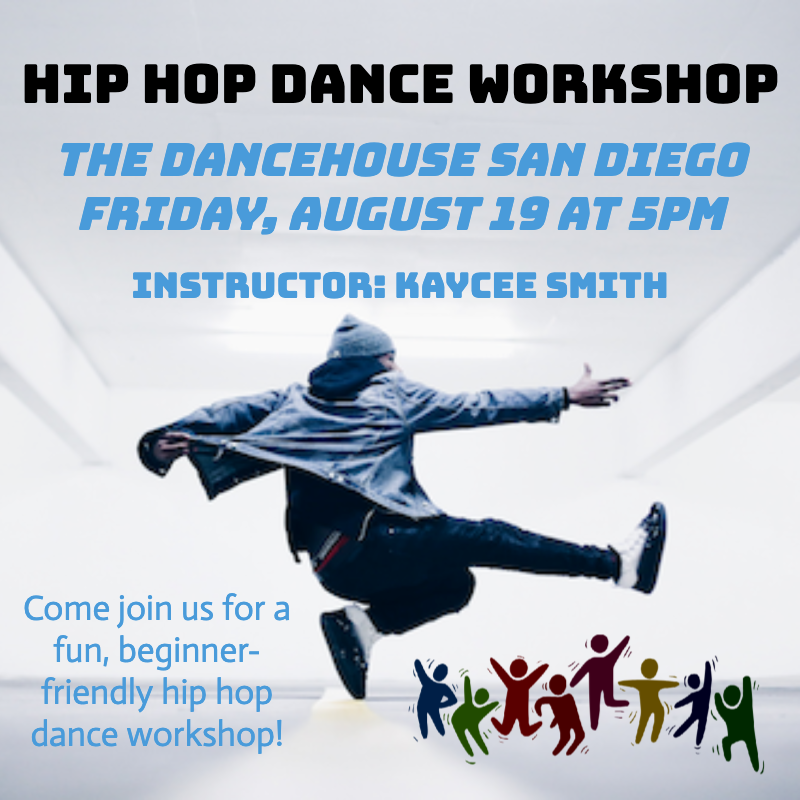 HIP HOP DANCE WORKSHOP
THE DANCEHOUSE SAN DIEGO
FRIDAY, AUGUST 19 AT 5PM
INSTRUCTOR: KAYCEE SMITH
Come join us for a
fun, beginner-
friendly hip hop
dance workshop!